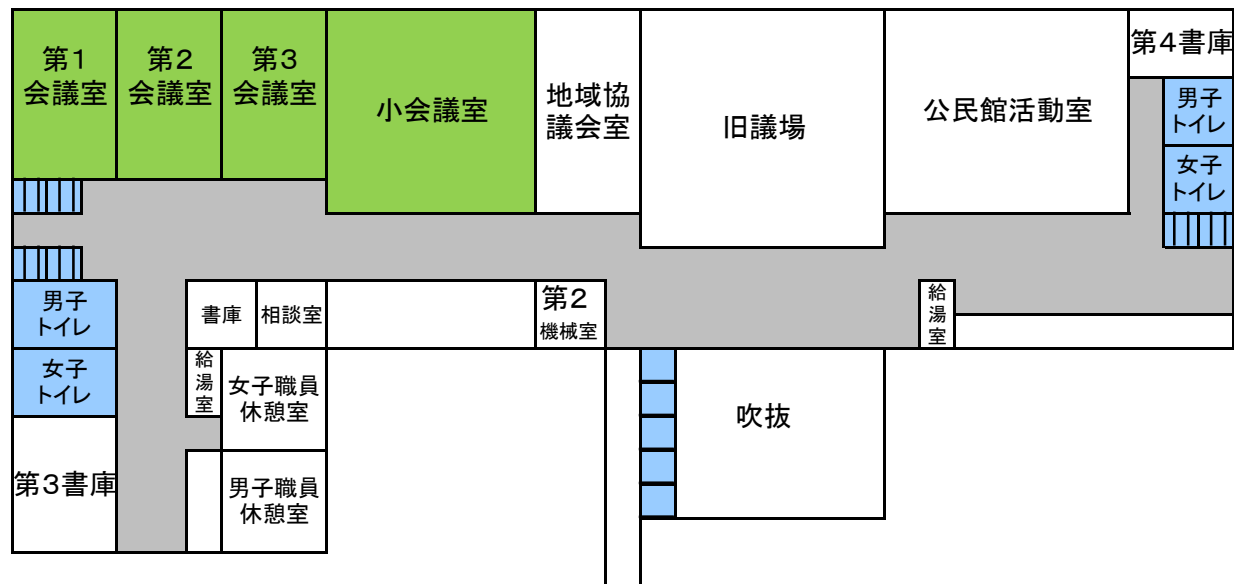 第１
会議室
第２
会議室
第３
会議室
小会議室
地域協
議会室
旧議場
公民館活動室
第４書庫
男子
トイレ
女子
トイレ
男子
トイレ
書庫
相談室
第２
機械室
給
湯
室
女子
トイレ
給
湯
室
女子職員
休憩室
吹抜
第３書庫
男子職員
休憩室